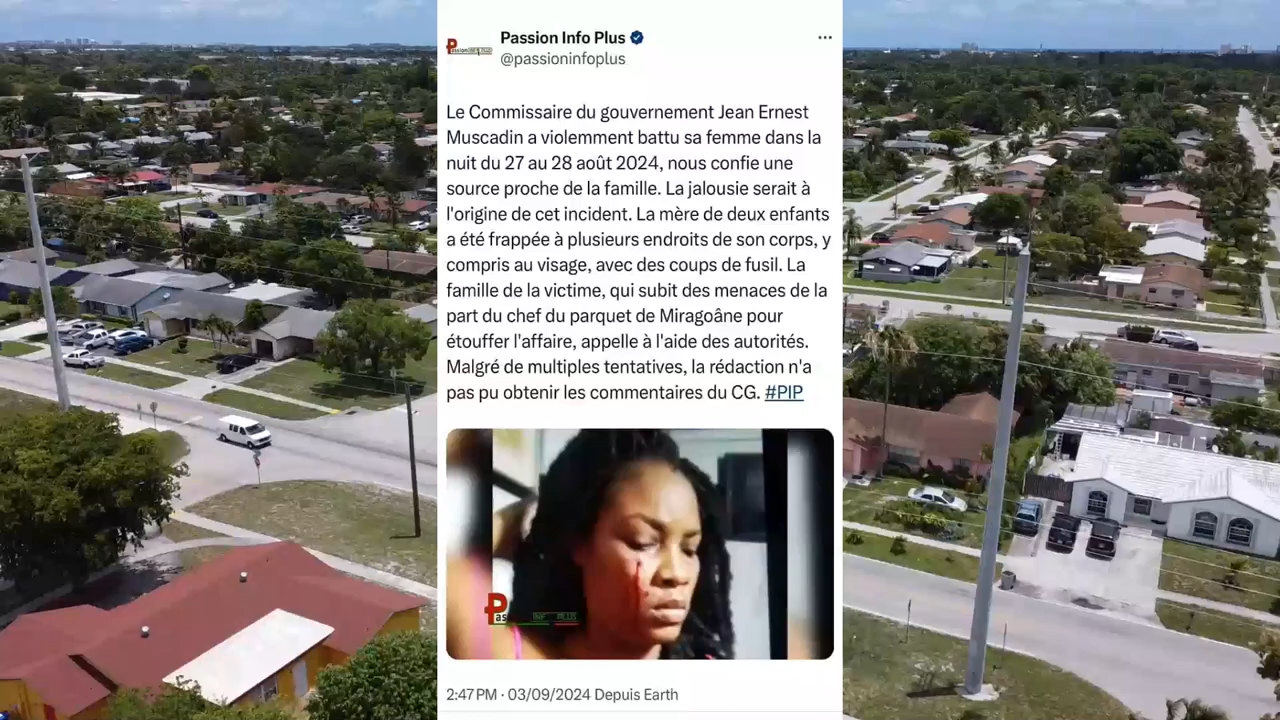 Passion Info Plus
@passioninfoplus
Le Commissaire du gouvernement Jean Ernest
Muscadin a violemment battu sa femme dans la
nuit du 27 au 28 août 2024, nous confie une
source proche de la famille. La jalousie serait à
l'origine de cet incident. La mère de deux enfants
a été frappée à plusieurs endroits de son corps, y
compris au visage, avec des coups de fusil. La
famille de la victime, qui subit des menaces de la
part du chef du parquet de Miragoâne pour
étouffer l'affaire, appelle à l'aide des autorités.
Malgré de multiples tentatives, la rédaction n'a
pas pu obtenir les commentaires du CG. #PIP
2:47 PM · 03/09/2024 Depuis Earth